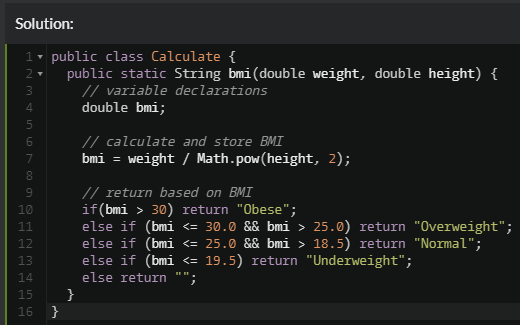 Solution:
1 public class Calculate {
2   public static String bmi(double weight, double height) {
3     // variable declarations
4     double bmi;
5
6     // calculate and store BMI
7     bmi = weight / Math.pow(height, 2);
8
9     // return based on BMI
10     if(bmi > 30) return "Obese";
11     else if (bmi <= 30.0 && bmi > 25.0) return "Overweight";
12     else if (bmi <= 25.0 && bmi > 18.5) return "Normal";
13     else if (bmi <= 19.5) return "Underweight";
14     else return "";
15   }
16 }